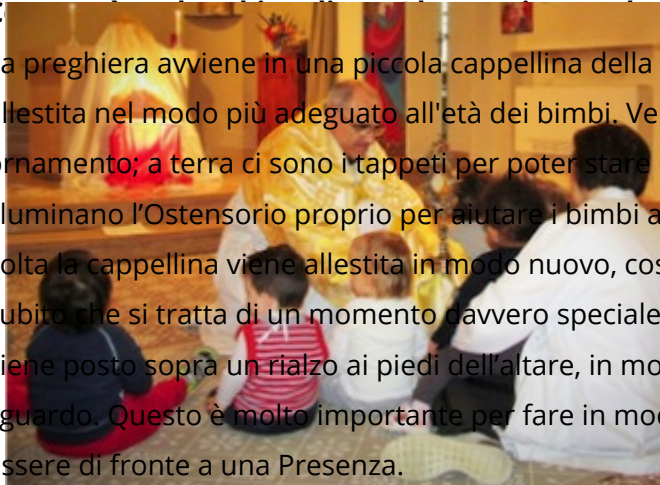 a preghiera avviene in una piccola cappellina della
llestita nel modo più adeguato all'età dei bimbi. Ve
rnamento; a terra ci sono i tappeti per poter stare
luminano l'Ostensorio proprio per aiutare i bimbi a
olta la cappellina viene allestita in modo nuovo, cos
ubito che si tratta di un momento davvero speciale
iene posto sopra un rialzo ai piedi dell'altare, in mo
guardo. Questo è molto importante per fare in mod
ssere di fronte a una Presenza.